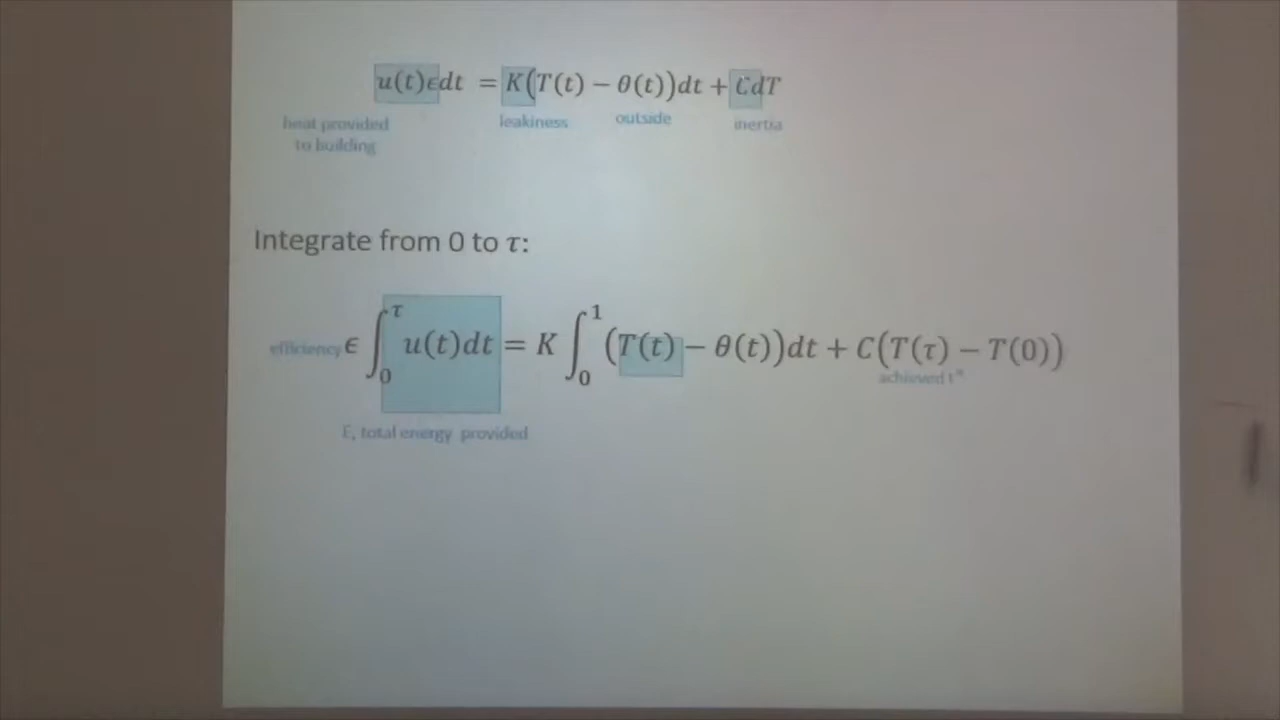 u(t)ϵdt = K(T(t) − θ(t))dt + CdT
heat provided
to building
leakiness
outside
inertia
Integrate from 0 to τ:
efficiency ϵ ∫₀^τ u(t)dt = K ∫₀^1 (T(t) − θ(t))dt + C(T(τ) − T(0))
achieved t°
E, total energy provided